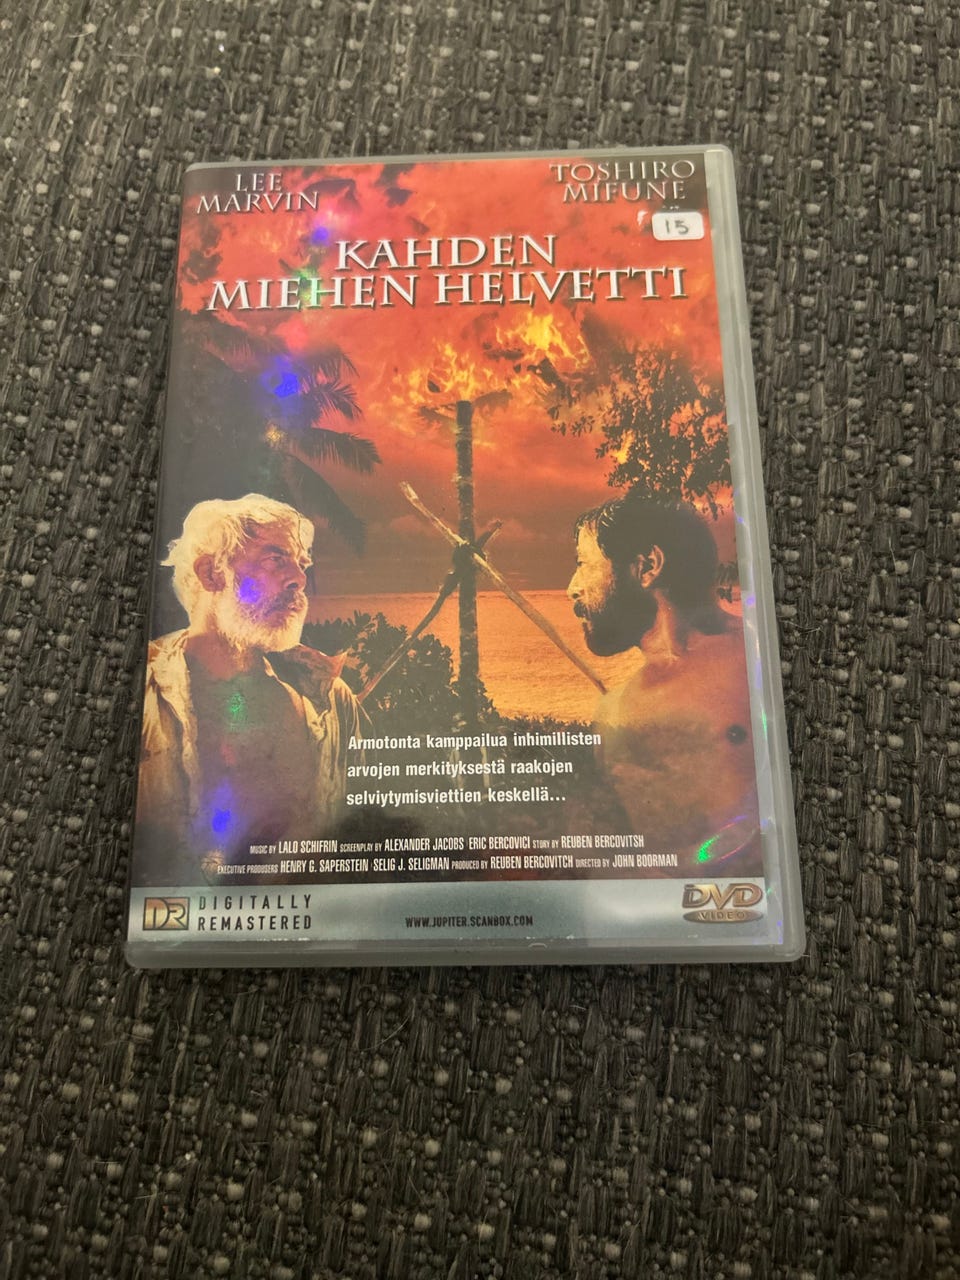 LEE
MARVIN
TOSHIRO
MIFUNE
15
KAHDEN
MIEHEN HELVETTI
Armotonta kamppailua inhimillisten
arvojen merkityksestä raakojen
selviytymisviettien keskellä...
MUSIC BY LALO SCHIFRIN SCREENPLAY BY ALEXANDER JACOBS ERIC BERCOVICI STORY BY REUBEN BERCOVITSH
EXECUTIVE PRODUCERS HENRY G. SAPERSTEIN SELIG J. SELIGMAN PRODUCED BY REUBEN BERCOVITCH DIRECTED BY JOHN BOORMAN
DR DIGITALLY
REMASTERED
WWW.JUPITER.SCANBOX.COM
DVD
VIDEO